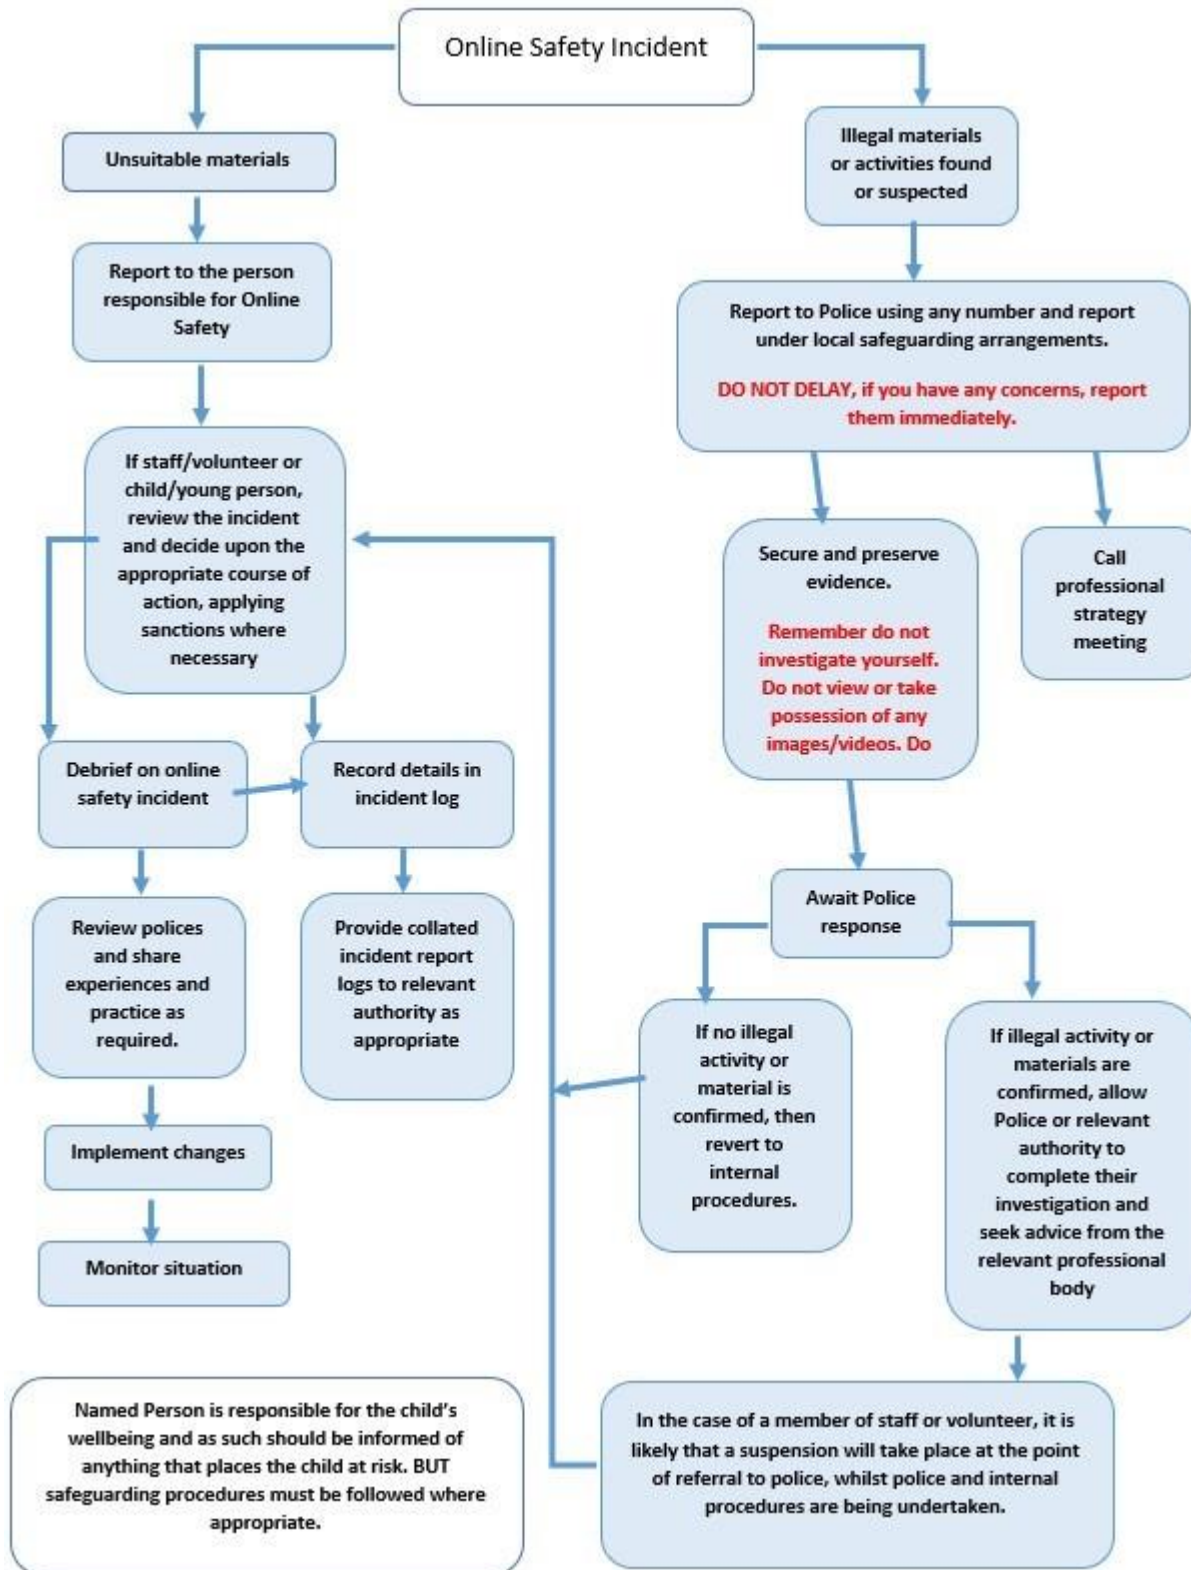 Online Safety Incident
Unsuitable materials
Report to the person
responsible for Online
Safety
If staff/volunteer or
child/young person,
review the incident
and decide upon the
appropriate course of
action, applying
sanctions where
necessary
Debrief on online
safety incident
Record details in
incident log
Review polices
and share
experiences and
practice as
required.
Provide collated
incident report
logs to relevant
authority as
appropriate
Implement changes
Monitor situation
Illegal materials
or activities found
or suspected
Report to Police using any number and report
under local safeguarding arrangements.
DO NOT DELAY, if you have any concerns, report
them immediately.
Secure and preserve
evidence.
Remember do not
investigate yourself.
Do not view or take
possession of any
images/videos. Do
Call
professional
strategy
meeting
Await Police
response
If no illegal
activity or
material is
confirmed, then
revert to
internal
procedures.
If illegal activity or
materials are
confirmed, allow
Police or relevant
authority to
complete their
investigation and
seek advice from the
relevant professional
body
In the case of a member of staff or volunteer, it is
likely that a suspension will take place at the point
of referral to police, whilst police and internal
procedures are being undertaken.
Named Person is responsible for the child’s
wellbeing and as such should be informed of
anything that places the child at risk. BUT
safeguarding procedures must be followed where
appropriate.